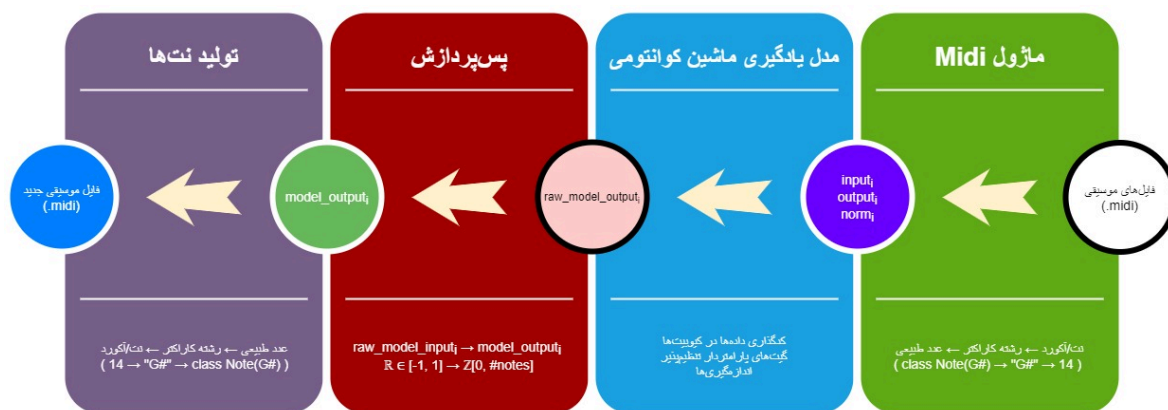 ماژول Midi
فایل‌های موسیقی
(.midi)
نت/آکورد ← رشته کاراکتر ← عدد طبیعی
( class Note(G#) → "G#" → 14 )
مدل یادگیری ماشین کوانتومی
inputᵢ
outputᵢ
normᵢ
کدگذاری داده‌ها در کیوبیت‌ها
گیت‌های پارامتردار تنظیم‌پذیر
اندازه‌گیری‌ها
پس‌پردازش
raw_model_outputᵢ
raw_model_inputᵢ → model_outputᵢ
ℝ ∈ [-1, 1] → ℤ[0, #notes]
تولید نت‌ها
model_outputᵢ
عدد طبیعی ← رشته کاراکتر ← نت/آکورد
( 14 → "G#" → class Note(G#) )
فایل موسیقی جدید
(.midi)